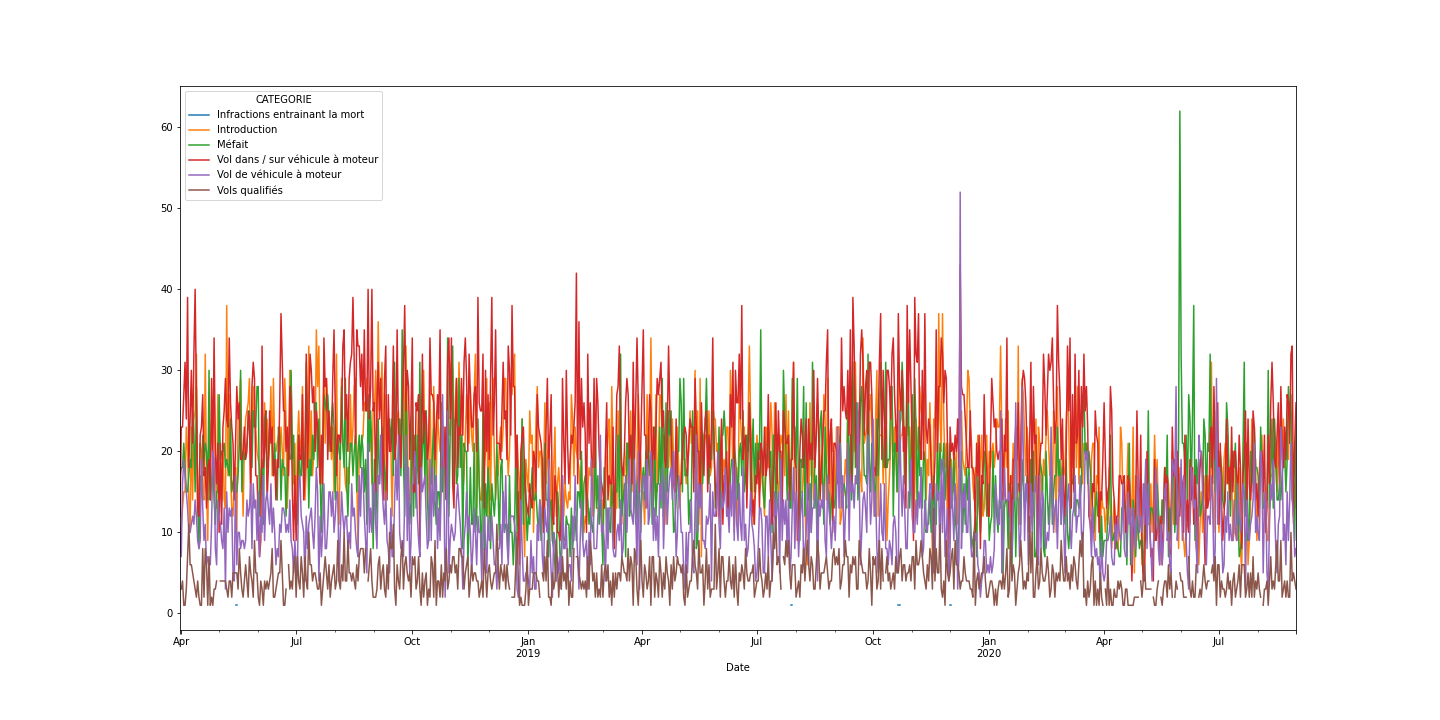 CATEGORIE
Infractions entrainant la mort
Introduction
Méfait
Vol dans / sur véhicule à moteur
Vol de véhicule à moteur
Vols qualifiés
60
50
40
30
20
10
0
Apr Jul Oct Jan Apr Jul Oct Jan Apr Jul
2019 2020
Date